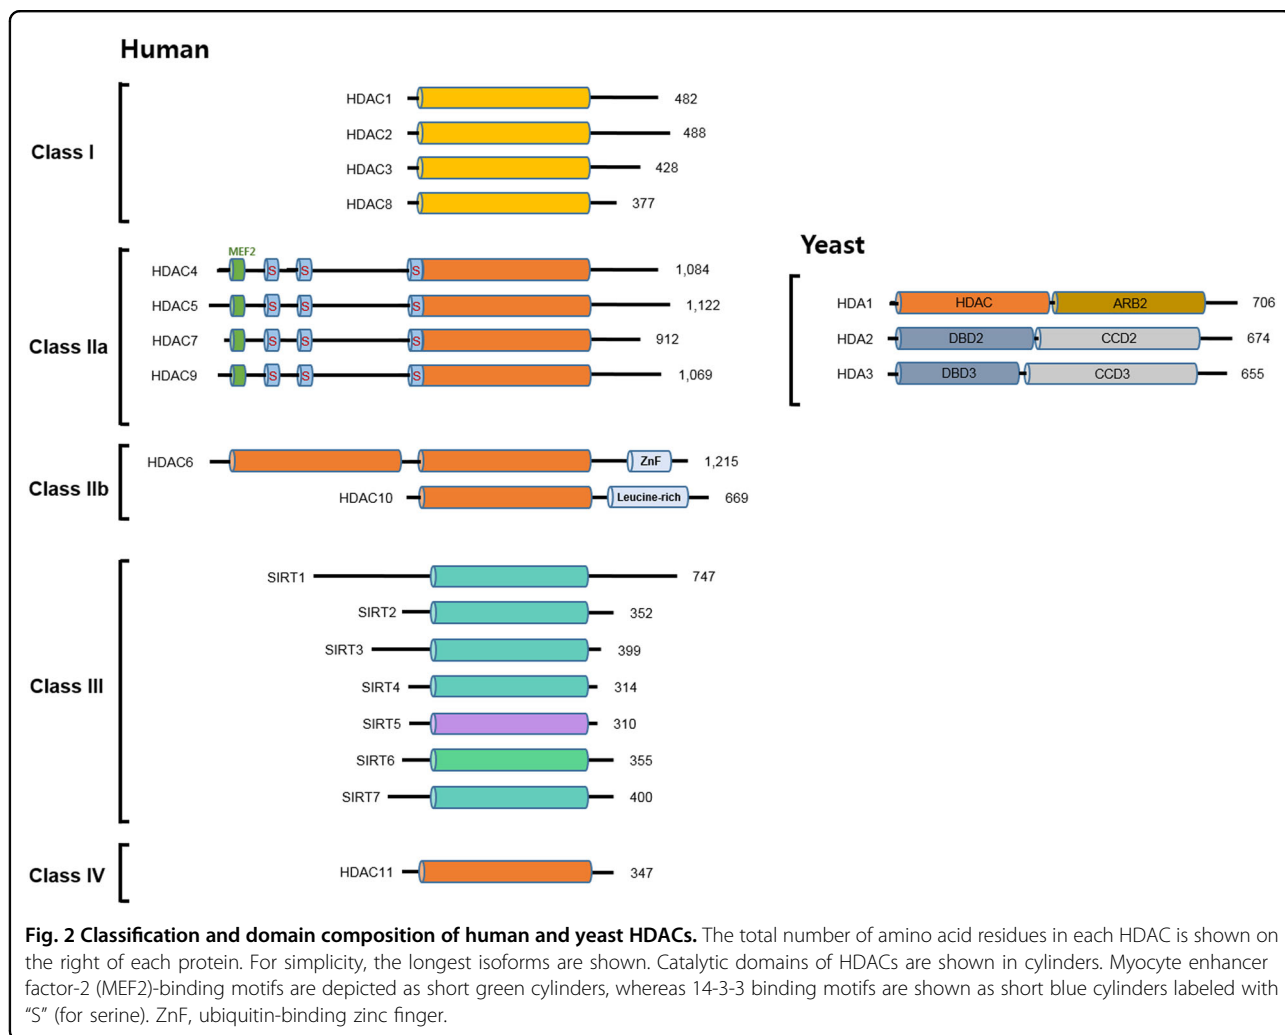 Human
Class I
HDAC1 482
HDAC2 488
HDAC3 428
HDAC8 377
Class IIa
MEF2
HDAC4 S S S 1,084
HDAC5 S S S 1,122
HDAC7 S S S 912
HDAC9 S S S 1,069
Yeast
HDA1 HDAC ARB2 706
HDA2 DBD2 CCD2 674
HDA3 DBD3 CCD3 655
Class IIb
HDAC6 ZnF 1,215
HDAC10 Leucine-rich 669
Class III
SIRT1 747
SIRT2 352
SIRT3 399
SIRT4 314
SIRT5 310
SIRT6 355
SIRT7 400
Class IV
HDAC11 347
Fig. 2 Classification and domain composition of human and yeast HDACs. The total number of amino acid residues in each HDAC is shown on
the right of each protein. For simplicity, the longest isoforms are shown. Catalytic domains of HDACs are shown in cylinders. Myocyte enhancer
factor-2 (MEF2)-binding motifs are depicted as short green cylinders, whereas 14-3-3 binding motifs are shown as short blue cylinders labeled with
“S” (for serine). ZnF, ubiquitin-binding zinc finger.